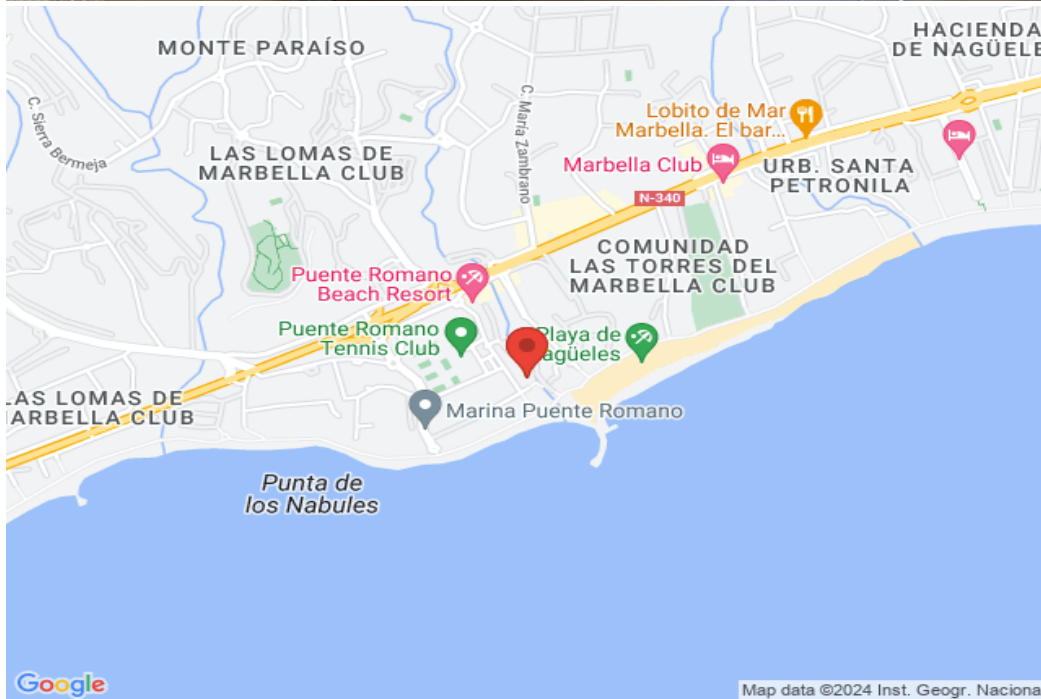 MONTE PARAÍSO
HACIENDA
DE NAGÜELE
C. Sierra Bermeja
C. María Zambrano
Lobito de Mar
Marbella. El bar...
LAS LOMAS DE
MARBELLA CLUB
Marbella Club
URB. SANTA
PETRONILA
N-340
COMUNIDAD
LAS TORRES DEL
MARBELLA CLUB
Puente Romano
Beach Resort
Puente Romano
Tennis Club
Playa de
agüeles
LAS LOMAS DE
MARBELLA CLUB
Marina Puente Romano
Punta de
los Nabules
Google
Map data ©2024 Inst. Geogr. Naciona